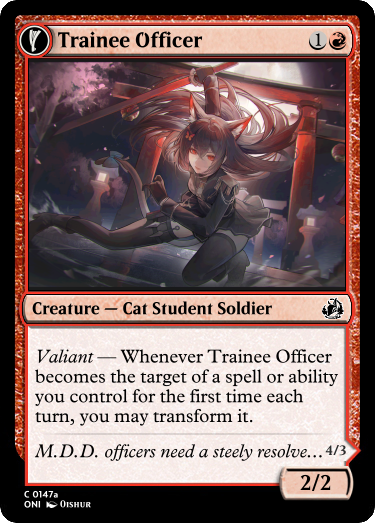 Trainee Officer 1
Creature — Cat Student Soldier
Valiant — Whenever Trainee Officer
becomes the target of a spell or ability
you control for the first time each
turn, you may transform it.
M.D.D. officers need a steely resolve... 4/3
2/2
C 0147a
ONI Oishur